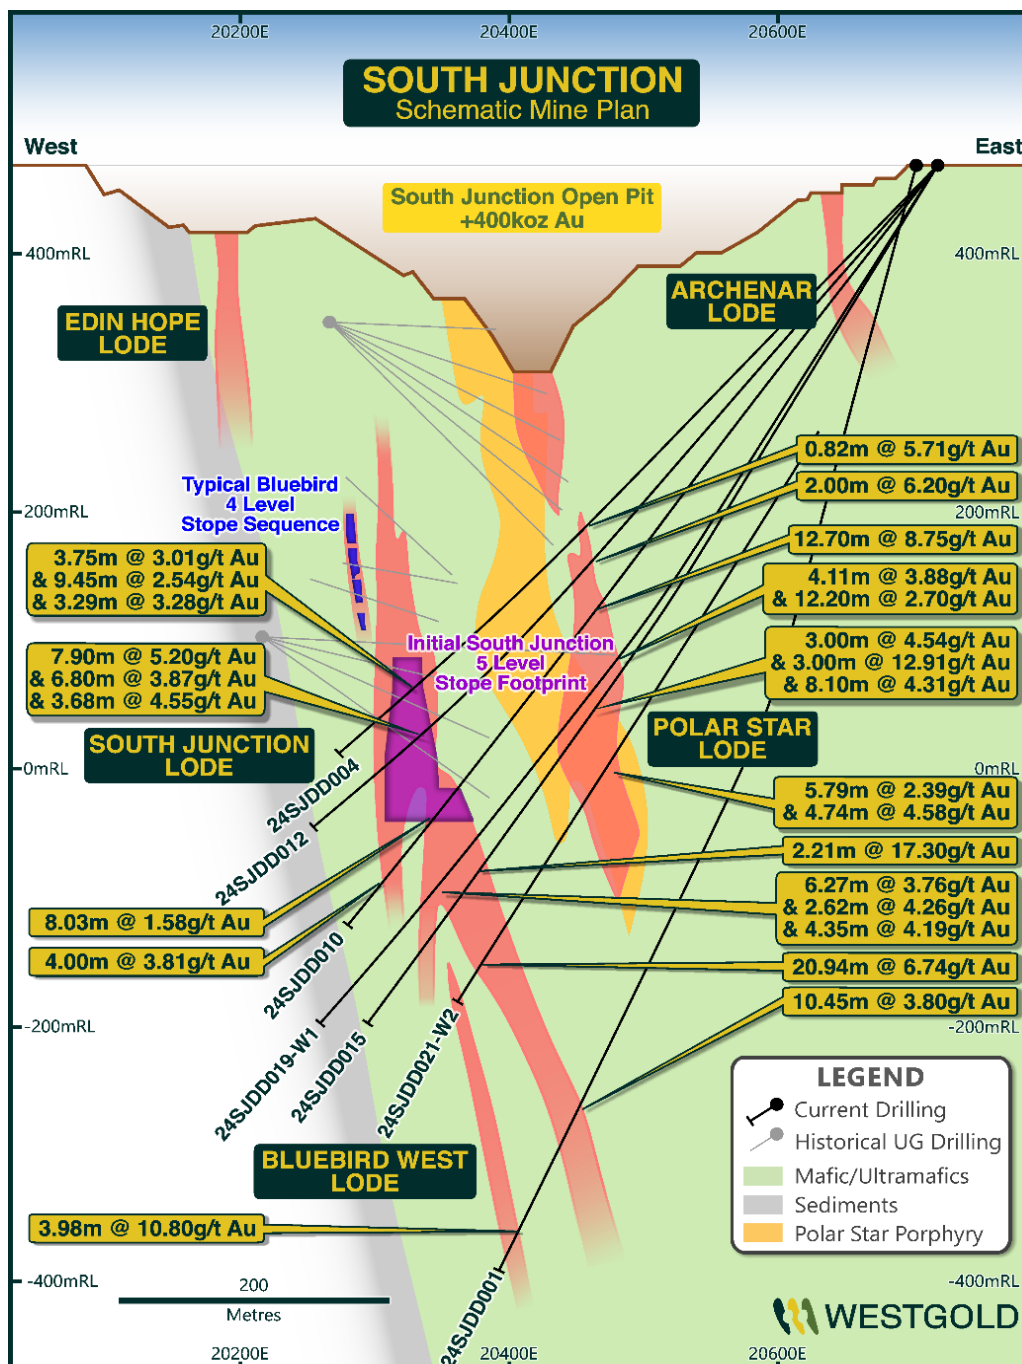 20200E 20400E 20600E
SOUTH JUNCTION
Schematic Mine Plan
West East
South Junction Open Pit
+400koz Au
400mRL 400mRL
EDIN HOPE
LODE
ARCHENAR
LODE
0.82m @ 5.71g/t Au
2.00m @ 6.20g/t Au
Typical Bluebird
4 Level
Stope Sequence
200mRL 200mRL
12.70m @ 8.75g/t Au
3.75m @ 3.01g/t Au
& 9.45m @ 2.54g/t Au
& 3.29m @ 3.28g/t Au
4.11m @ 3.88g/t Au
& 12.20m @ 2.70g/t Au
Initial South Junction
5 Level
Stope Footprint
3.00m @ 4.54g/t Au
& 3.00m @ 12.91g/t Au
& 8.10m @ 4.31g/t Au
7.90m @ 5.20g/t Au
& 6.80m @ 3.87g/t Au
& 3.68m @ 4.55g/t Au
SOUTH JUNCTION
LODE
POLAR STAR
LODE
0mRL 0mRL
5.79m @ 2.39g/t Au
& 4.74m @ 4.58g/t Au
24SJDD004
24SJDD012
2.21m @ 17.30g/t Au
6.27m @ 3.76g/t Au
& 2.62m @ 4.26g/t Au
& 4.35m @ 4.19g/t Au
8.03m @ 1.58g/t Au
4.00m @ 3.81g/t Au
20.94m @ 6.74g/t Au
10.45m @ 3.80g/t Au
24SJDD010
24SJDD019-W1
24SJDD015
24SJDD021-W2
-200mRL -200mRL
BLUEBIRD WEST
LODE
LEGEND
Current Drilling
Historical UG Drilling
Mafic/Ultramafics
Sediments
Polar Star Porphyry
3.98m @ 10.80g/t Au
24SJDD001
-400mRL -400mRL
200
Metres
WESTGOLD
20200E 20400E 20600E